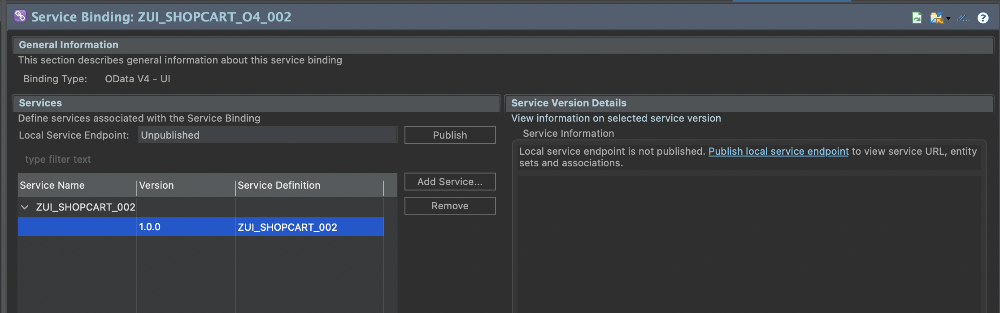 Service Binding: ZUI_SHOPCART_O4_002
General Information
This section describes general information about this service binding
Binding Type: OData V4 - UI
Services
Define services associated with the Service Binding
Local Service Endpoint: Unpublished Publish
type filter text
Service Name Version Service Definition
Add Service...
ZUI_SHOPCART_002
Remove
1.0.0 ZUI_SHOPCART_002
Service Version Details
View information on selected service version
Service Information
Local service endpoint is not published. Publish local service endpoint to view service URL, entity
sets and associations.